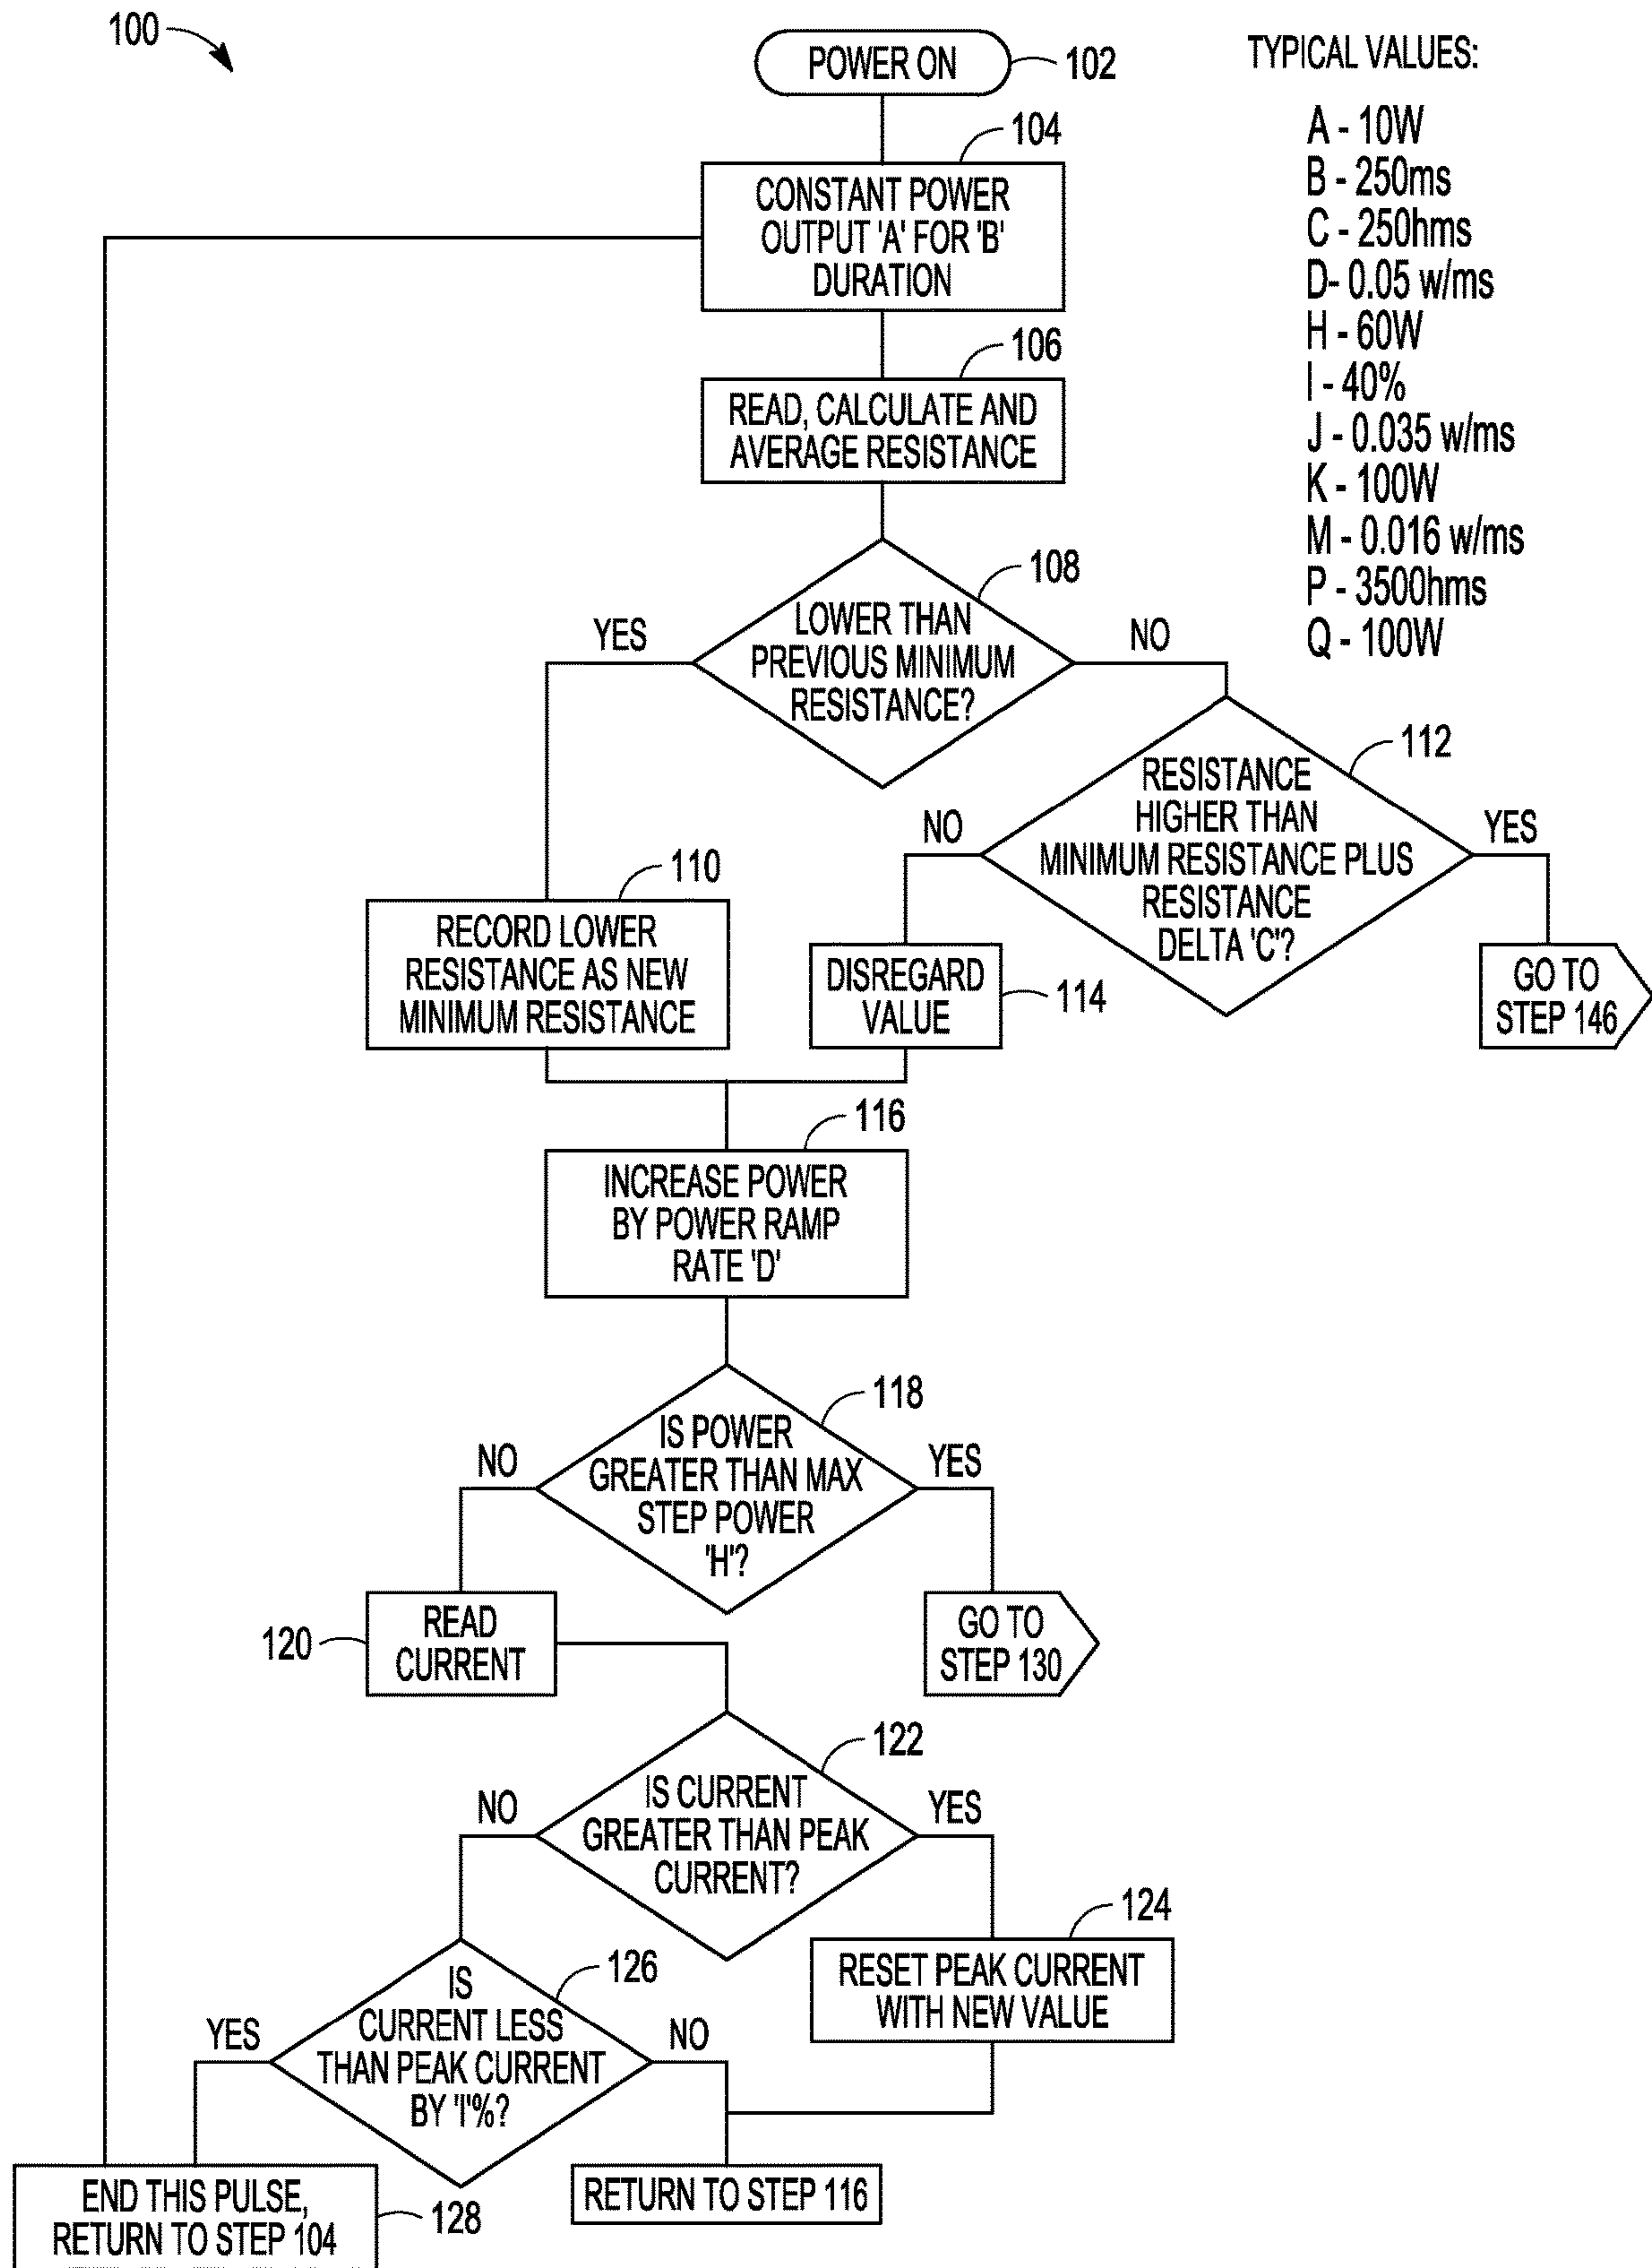 100
POWER ON
102
TYPICAL VALUES:
A - 10W
B - 250ms
C - 250hms
D- 0.05 w/ms
H - 60W
I - 40%
J - 0.035 w/ms
K - 100W
M - 0.016 w/ms
P - 3500hms
Q - 100W
104
CONSTANT POWER
OUTPUT 'A' FOR 'B'
DURATION
106
READ, CALCULATE AND
AVERAGE RESISTANCE
108
LOWER THAN
PREVIOUS MINIMUM
RESISTANCE?
YES
NO
112
RESISTANCE
HIGHER THAN
MINIMUM RESISTANCE PLUS
RESISTANCE
DELTA 'C'?
NO
YES
110
RECORD LOWER
RESISTANCE AS NEW
MINIMUM RESISTANCE
DISREGARD
VALUE
114
GO TO
STEP 146
116
INCREASE POWER
BY POWER RAMP
RATE 'D'
118
IS POWER
GREATER THAN MAX
STEP POWER
'H'?
NO
YES
120
READ
CURRENT
GO TO
STEP 130
122
IS CURRENT
GREATER THAN PEAK
CURRENT?
NO
YES
124
RESET PEAK CURRENT
WITH NEW VALUE
126
IS
CURRENT LESS
THAN PEAK CURRENT
BY 'I'%?
YES
NO
END THIS PULSE,
RETURN TO STEP 104
128
RETURN TO STEP 116